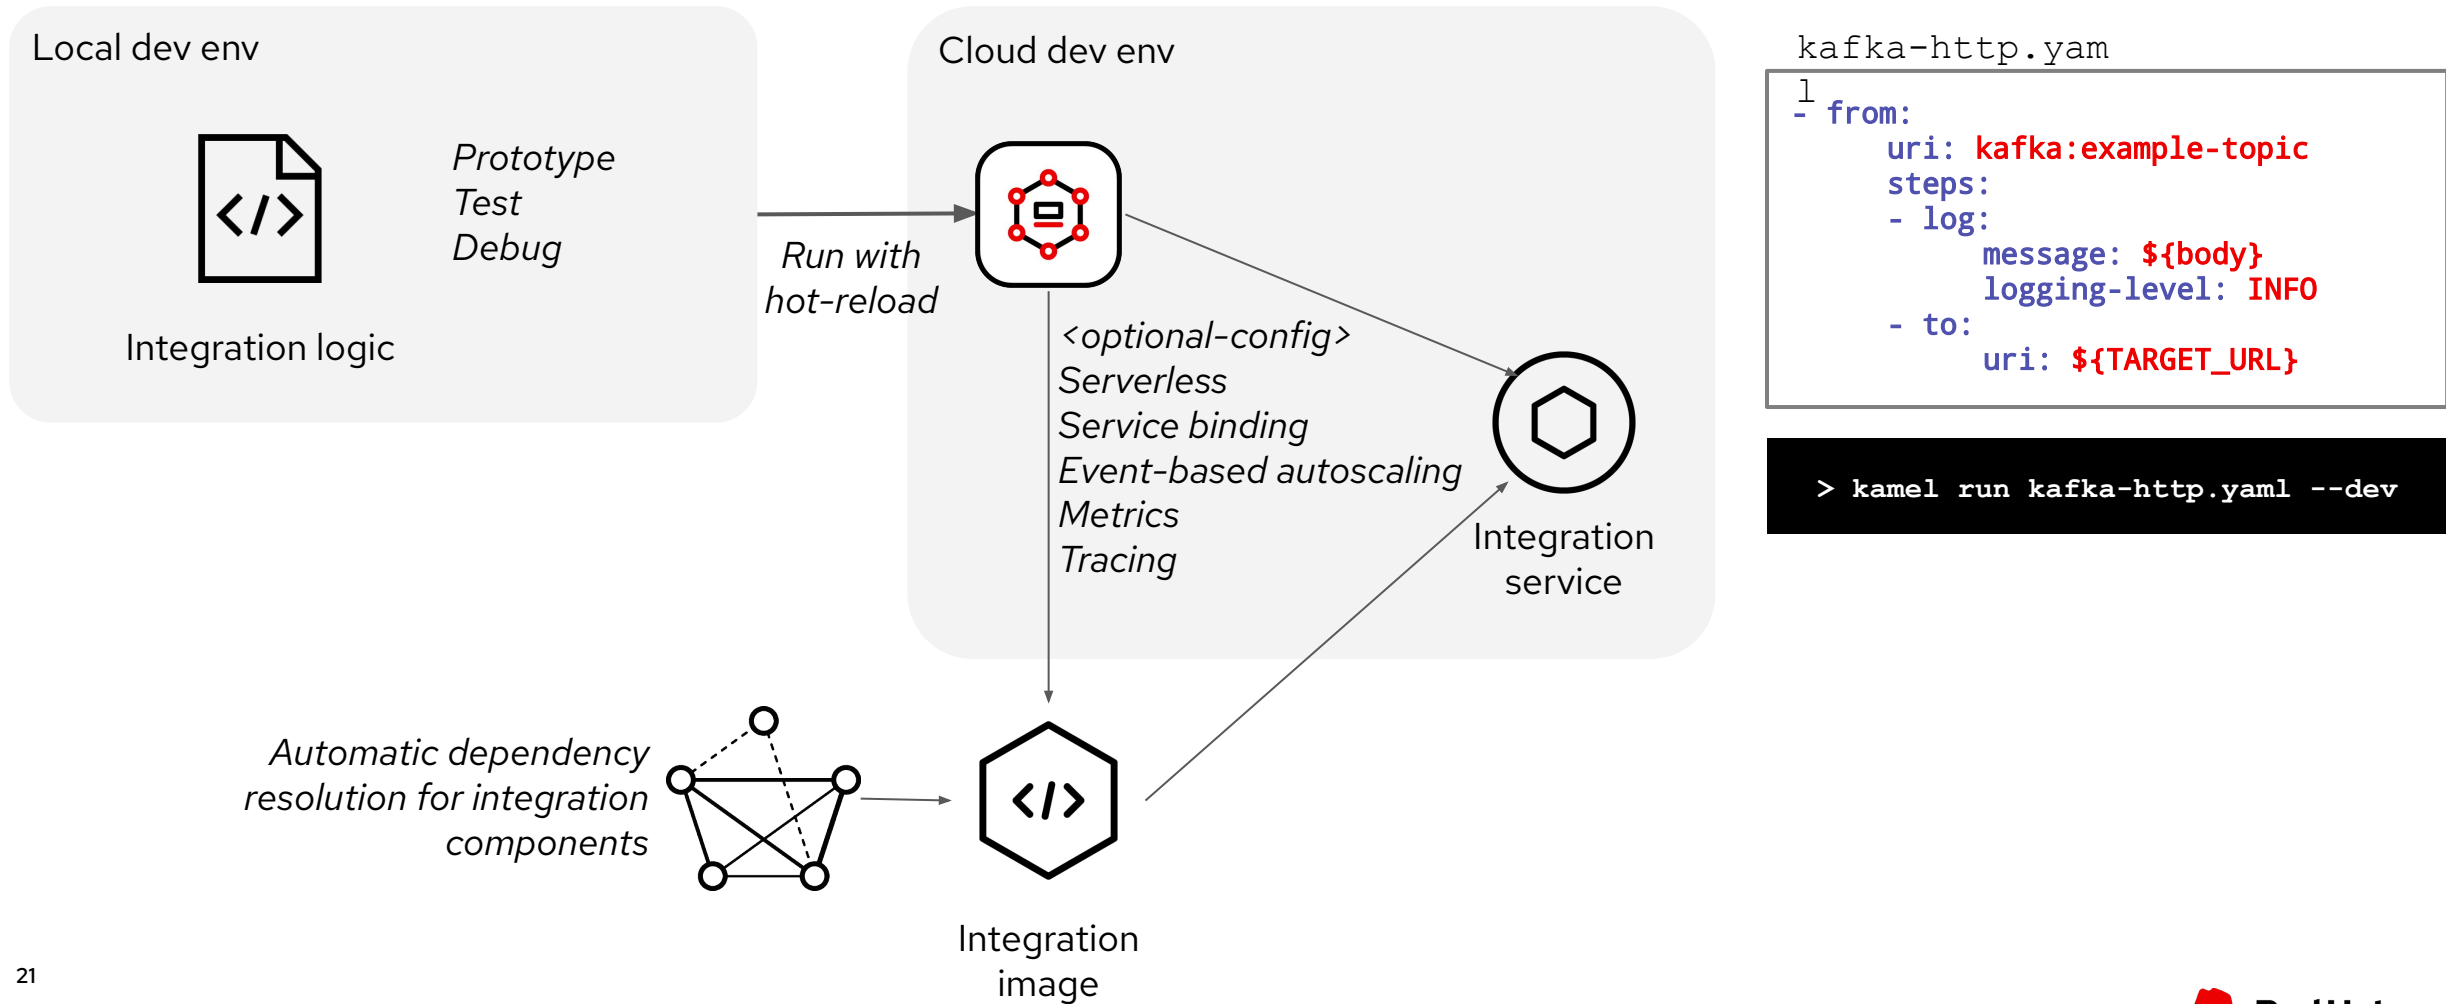 Local dev env
Prototype
Test
Debug
Integration logic
Run with
hot-reload
Cloud dev env
<optional-config>
Serverless
Service binding
Event-based autoscaling
Metrics
Tracing
Integration
service
Automatic dependency
resolution for integration
components
Integration
image
kafka-http.yam
l
- from:
uri: kafka:example-topic
steps:
- log:
message: ${body}
logging-level: INFO
- to:
uri: ${TARGET_URL}
> kamel run kafka-http.yaml --dev
21